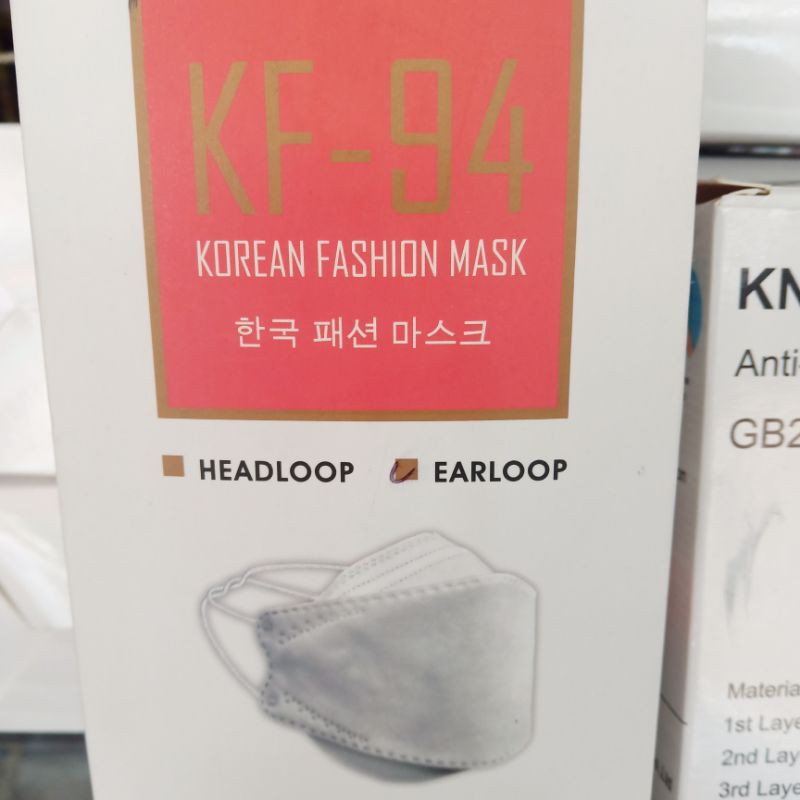 KF-94
KOREAN FASHION MASK
한국 패션 마스크
HEADLOOP EARLOOP
KN
Anti-
GB2
Materia
1st Laye
2nd Lay
3rd Laye